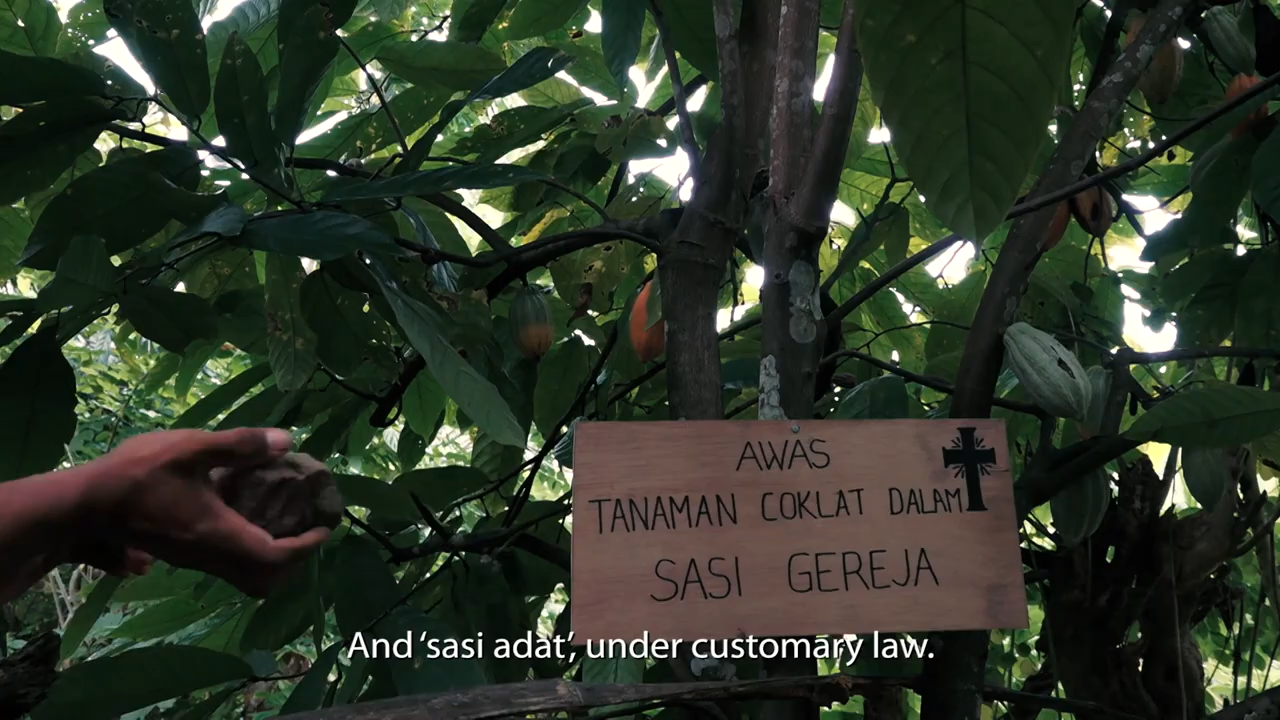 AWAS
TANAMAN COKLAT DALAM
SASI GEREJA
And ‘sasi adat’, under customary law.